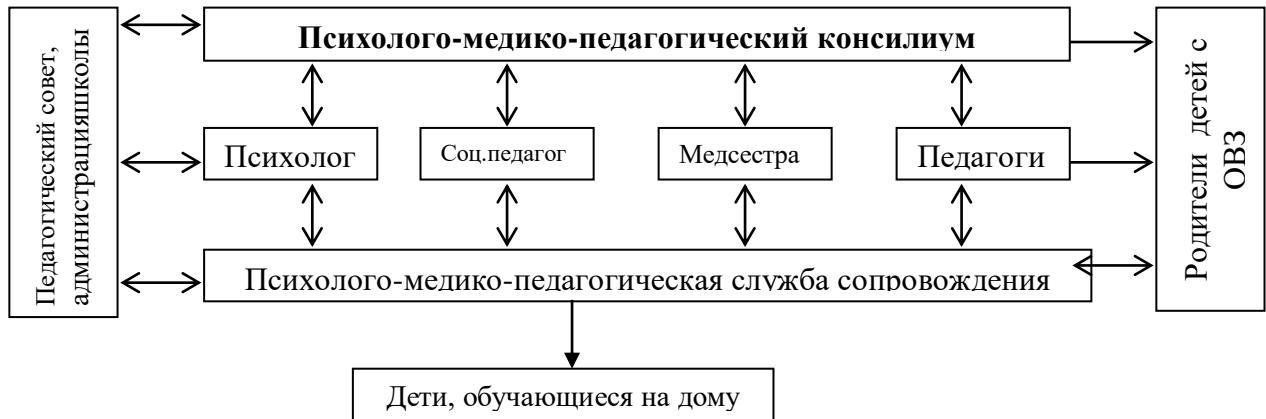 Педагогический совет,
администрацияшколы
Психолого-медико-педагогический консилиум
Психолог
Соц.педагог
Медсестра
Педагоги
Родители детей с
ОВЗ
Психолого-медико-педагогическая служба сопровождения
Дети, обучающиеся на дому